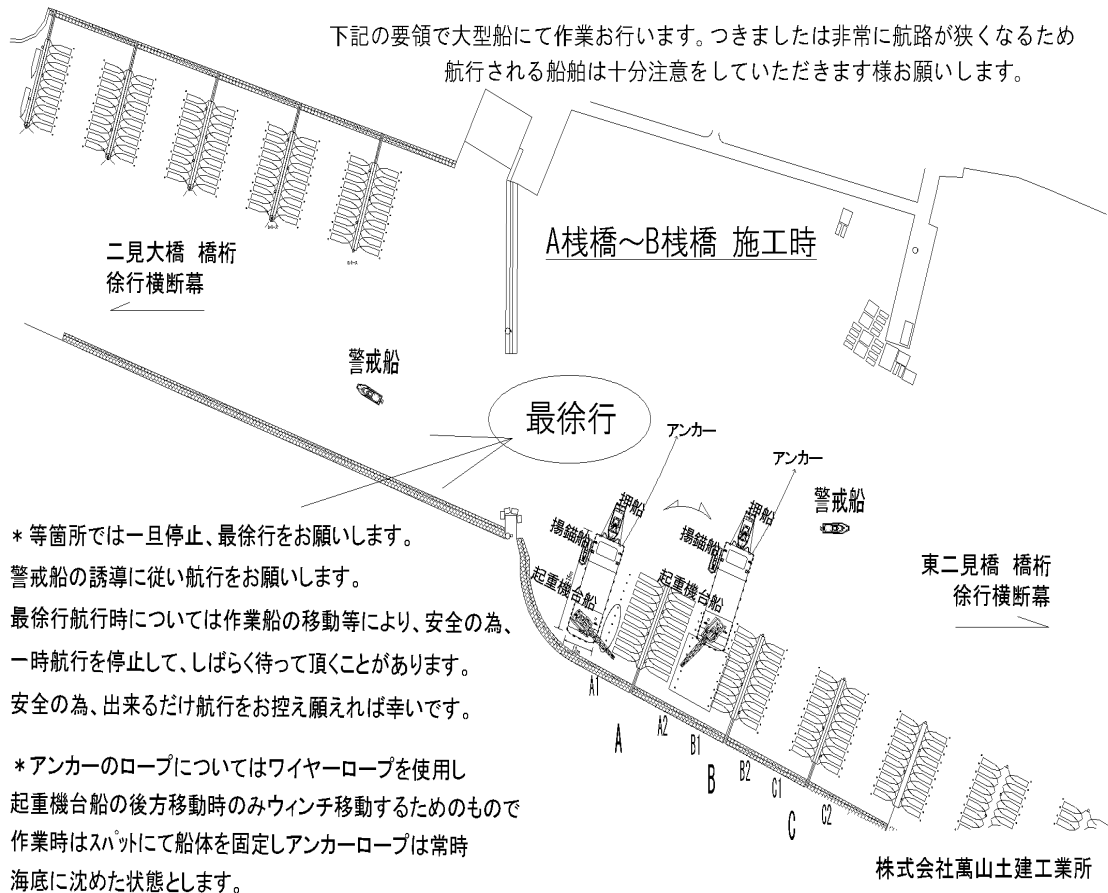 下記の要領で大型船にて作業お行います。つきましたは非常に航路が狭くなるため
航行される船舶は十分注意をしていただきます様お願いします。
A桟橋～B桟橋 施工時
二見大橋 橋桁
徐行横断幕
警戒船
最徐行
アンカー
アンカー
警戒船
押船
押船
揚錨船
揚錨船
起重機台船
起重機台船
東二見橋 橋桁
徐行横断幕
＊等箇所では一旦停止、最徐行をお願いします。
警戒船の誘導に従い航行をお願いします。
最徐行航行時については作業船の移動等により、安全の為、
一時航行を停止して、しばらく待って頂くことがあります。
安全の為、出来るだけ航行をお控え願えれば幸いです。
A1
A2
A
B1
B
B2
C1
C
C2
＊アンカーのロープについてはワイヤーロープを使用し
起重機台船の後方移動時のみウィンチ移動するためのもので
作業時はスパットにて船体を固定しアンカーロープは常時
海底に沈めた状態とします。
株式会社萬山土建工業所